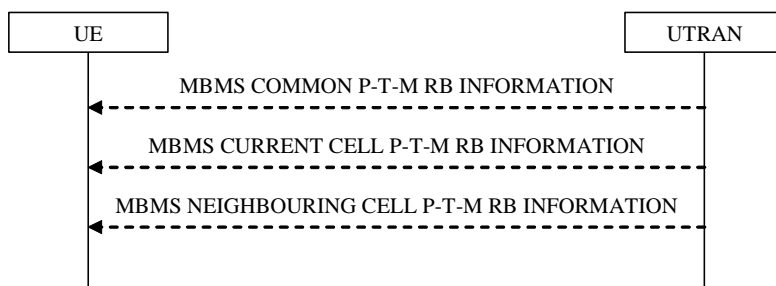 UE
UTRAN
MBMS COMMON P-T-M RB INFORMATION
MBMS CURRENT CELL P-T-M RB INFORMATION
MBMS NEIGHBOURING CELL P-T-M RB INFORMATION